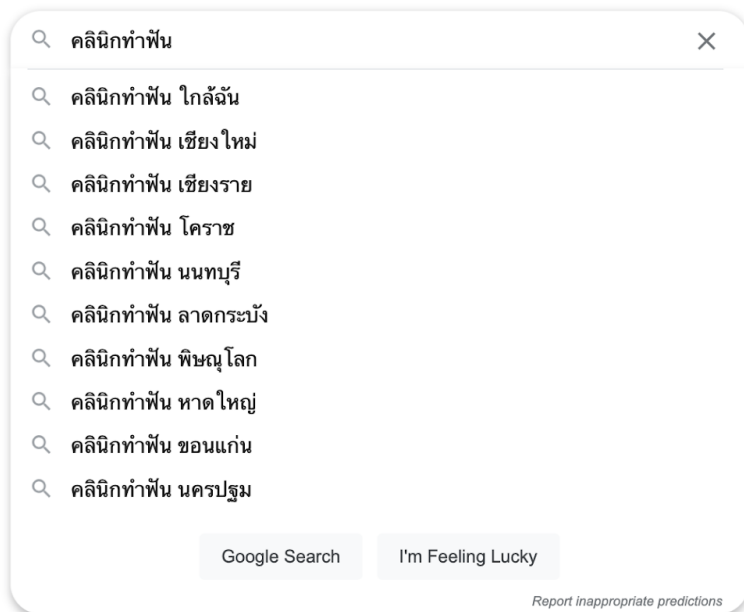 คลินิกทำฟัน
คลินิกทำฟัน ใกล้ฉัน
คลินิกทำฟัน เชียงใหม่
คลินิกทำฟัน เชียงราย
คลินิกทำฟัน โคราช
คลินิกทำฟัน นนทบุรี
คลินิกทำฟัน ลาดกระบัง
คลินิกทำฟัน พิษณุโลก
คลินิกทำฟัน หาดใหญ่
คลินิกทำฟัน ขอนแก่น
คลินิกทำฟัน นครปฐม
Google Search I'm Feeling Lucky
Report inappropriate predictions